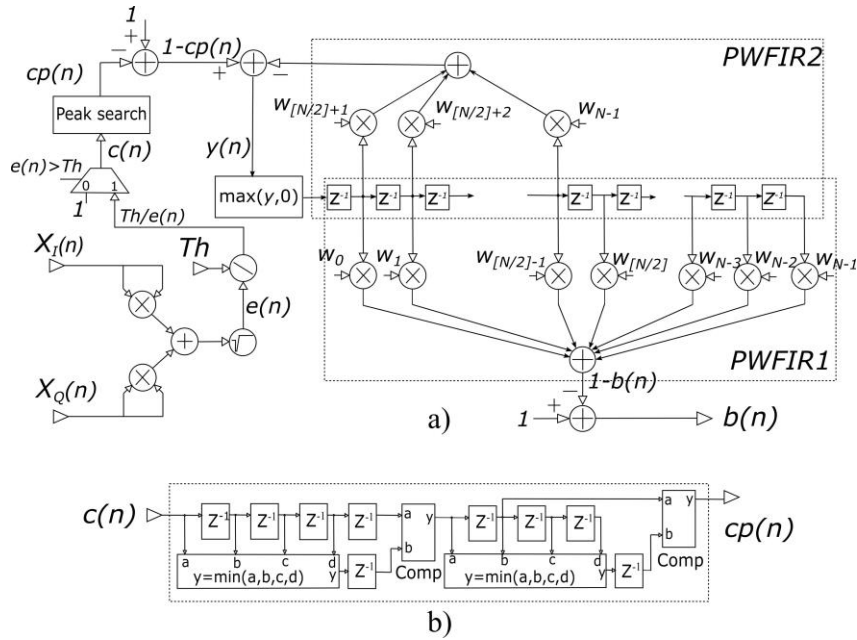 1
+
−
1-cp(n)
cp(n)
+
−
PWFIR2
Peak search
w[N/2]+1
w[N/2]+2
wN-1
c(n)
y(n)
e(n)>Th
0 1
1
max(y,0)
z-1 z-1 z-1 z-1 z-1 z-1 z-1
Th/e(n)
XI(n)
Th
w0
w1
w[N/2]-1
w[N/2]
wN-3
wN-2
wN-1
e(n)
√
XQ(n)
PWFIR1
1-b(n)
−
+
1
b(n)
a)
c(n)
Z-1 Z-1 Z-1 Z-1
a y
b
Comp
Z-1 Z-1 Z-1
a y
b
Comp
cp(n)
a b c d
y
y=min(a,b,c,d)
Z-1
a b c d
y
y=min(a,b,c,d)
Z-1
b)